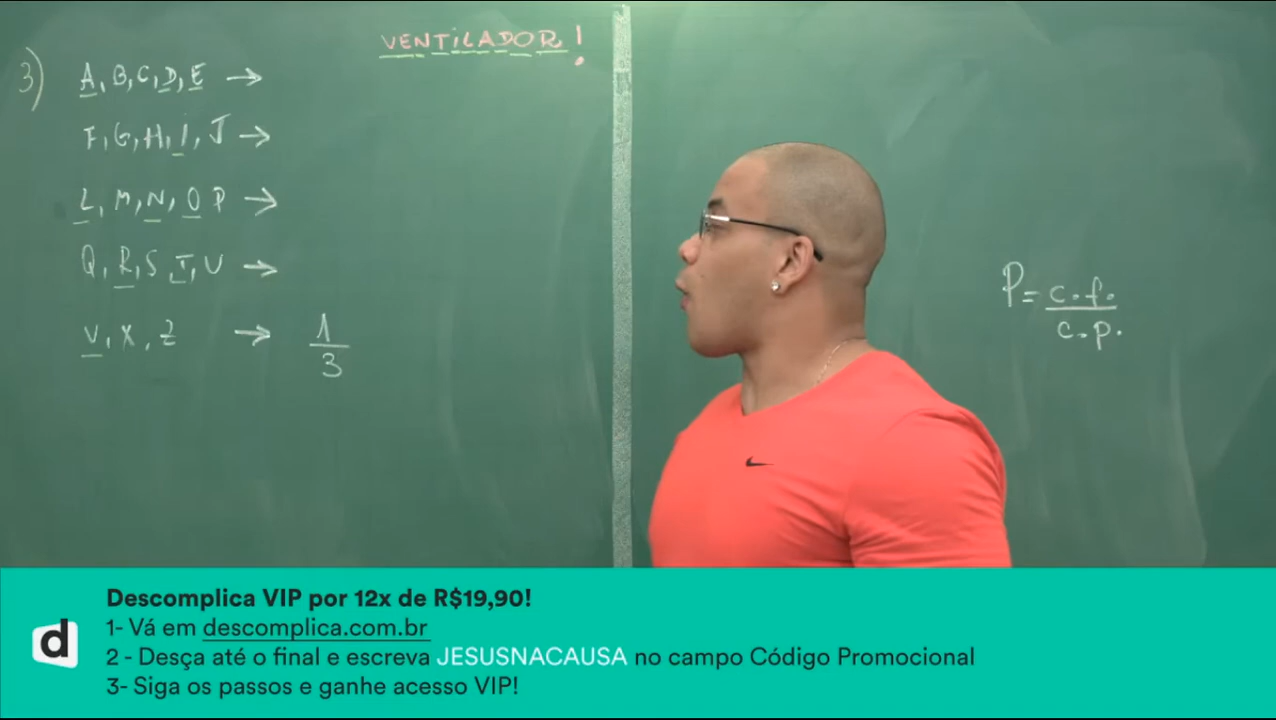 VENTiLADOR!
3) A, B, C, D, E →
F, G, H, i, J →
L, M, N, O P →
Q, R, S T, U →
V, X, Z → 1/3
P = c.f. / c.p.
d
Descomplica VIP por 12x de R$19,90!
1- Vá em descomplica.com.br
2 - Desça até o final e escreva JESUSNACAUSA no campo Código Promocional
3- Siga os passos e ganhe acesso VIP!